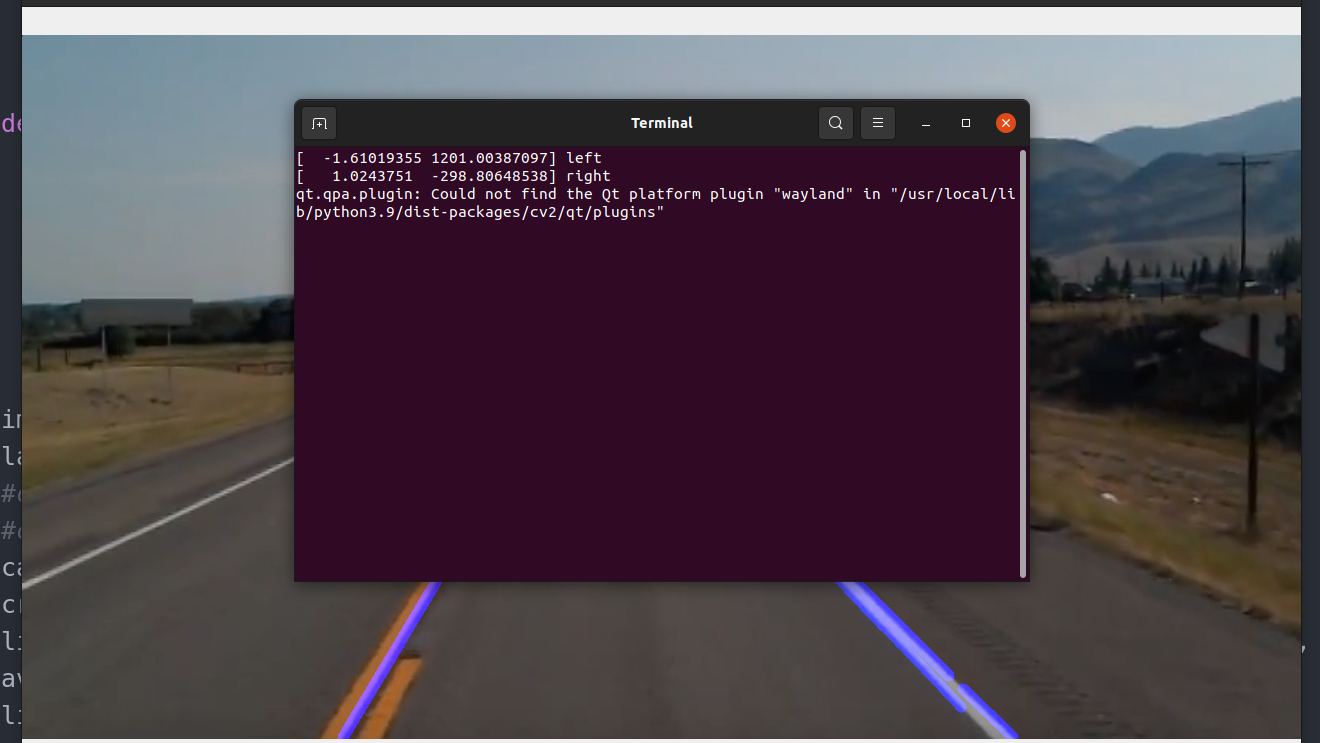 Terminal
[  -1.61019355 1201.00387097] left
[   1.0243751  -298.80648538] right
qt.qpa.plugin: Could not find the Qt platform plugin "wayland" in "/usr/local/li
b/python3.9/dist-packages/cv2/qt/plugins"
de
im
la
#c
#c
ca
cr
li
,
av
li